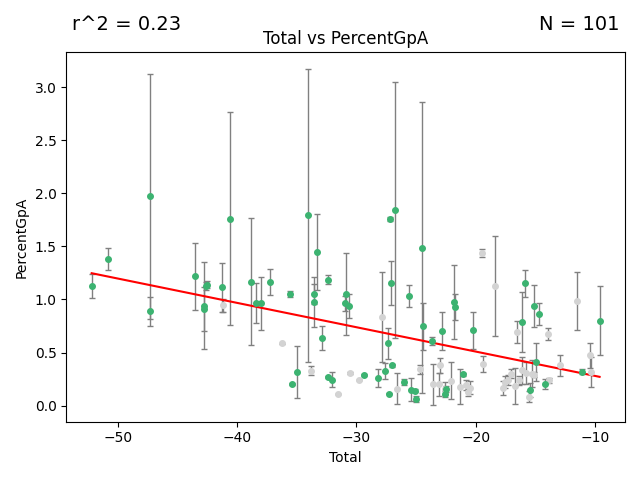 r^2 = 0.23
N = 101
Total vs PercentGpA
PercentGpA
3.0
2.5
2.0
1.5
1.0
0.5
0.0
−50
−40
−30
−20
−10
Total